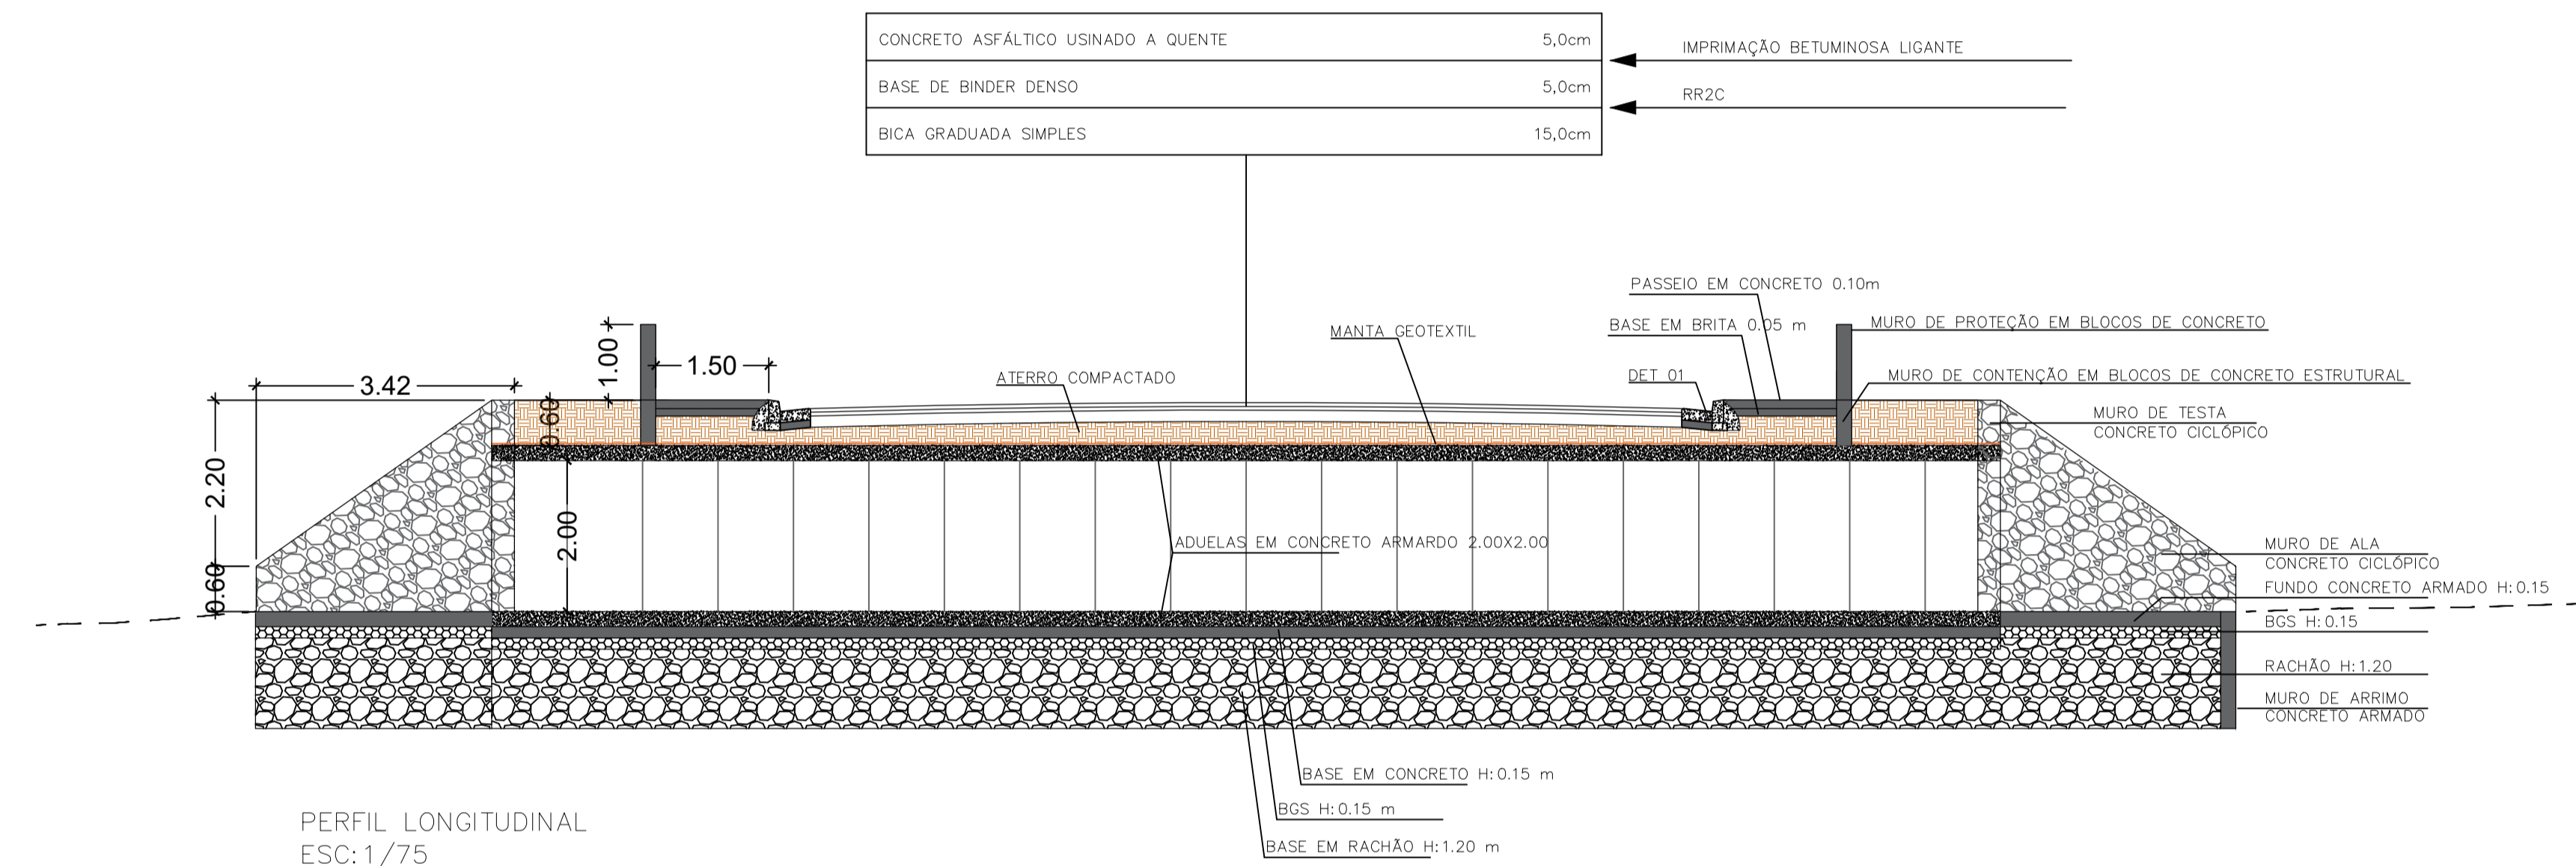 CONCRETO ASFÁLTICO USINADO A QUENTE 5,0cm
IMPRIMAÇÃO BETUMINOSA LIGANTE
BASE DE BINDER DENSO 5,0cm
RR2C
BICA GRADUADA SIMPLES 15,0cm
PASSEIO EM CONCRETO 0.10m
BASE EM BRITA 0.05 m
MURO DE PROTEÇÃO EM BLOCOS DE CONCRETO
MANTA GEOTEXTIL
1.00
1.50
3.42
ATERRO COMPACTADO
DET 01
MURO DE CONTENÇÃO EM BLOCOS DE CONCRETO ESTRUTURAL
0.60
MURO DE TESTA
CONCRETO CICLÓPICO
2.20
2.00
ADUELAS EM CONCRETO ARMARDO 2.00X2.00
MURO DE ALA
CONCRETO CICLÓPICO
0.60
FUNDO CONCRETO ARMADO H:0.15
BGS H:0.15
RACHÃO H:1.20
MURO DE ARRIMO
CONCRETO ARMADO
BASE EM CONCRETO H:0.15 m
BGS H:0.15 m
BASE EM RACHÃO H:1.20 m
PERFIL LONGITUDINAL
ESC:1/75